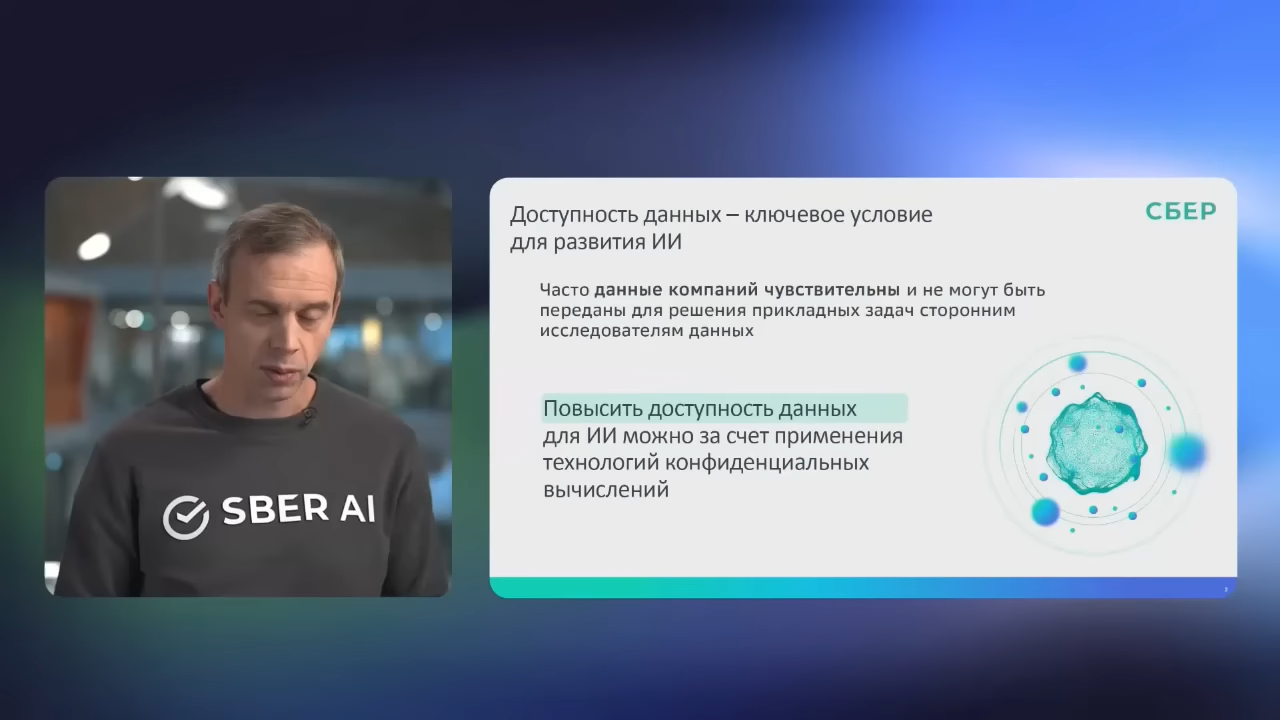 SBER AI
СБЕР
Доступность данных – ключевое условие
для развития ИИ
Часто данные компаний чувствительны и не могут быть
переданы для решения прикладных задач сторонним
исследователям данных
Повысить доступность данных
для ИИ можно за счет применения
технологий конфиденциальных
вычислений